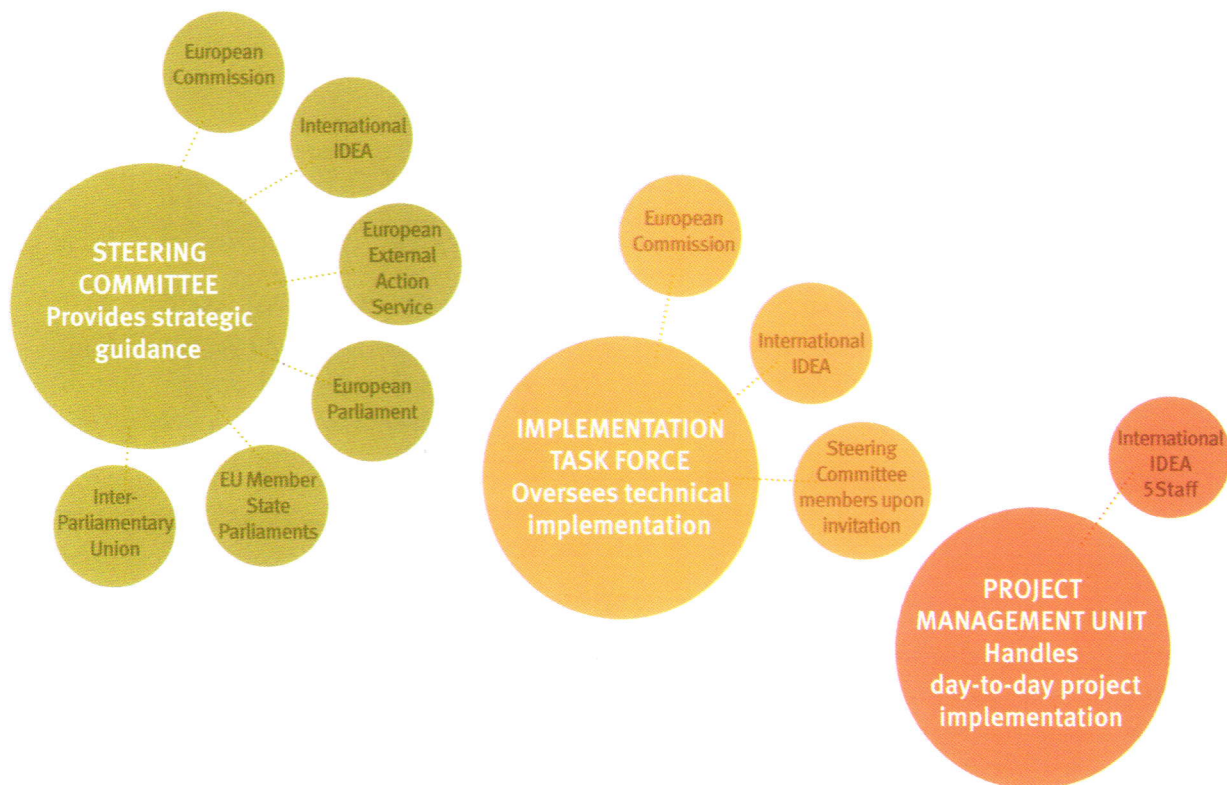 European
Commission
International
IDEA
European
External
Action
Service
European
Parliament
EU Member
State
Parliaments
Inter-
Parliamentary
Union
STEERING
COMMITTEE
Provides strategic
guidance
European
Commission
International
IDEA
Steering
Committee
members upon
invitation
IMPLEMENTATION
TASK FORCE
Oversees technical
implementation
International
IDEA
5Staff
PROJECT
MANAGEMENT UNIT
Handles
day-to-day project
implementation